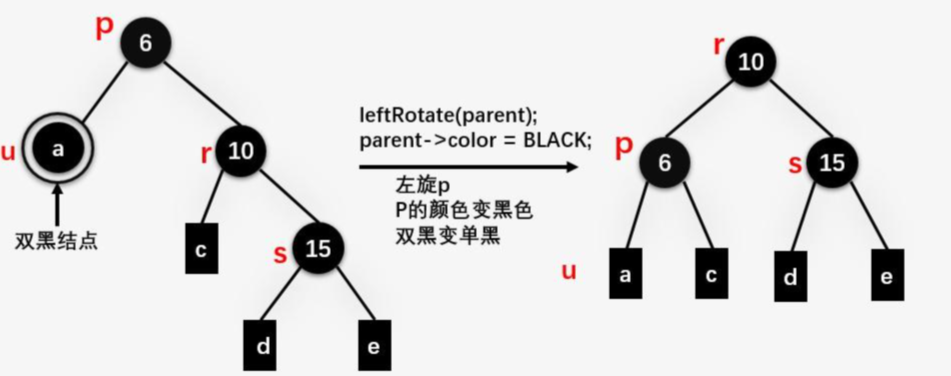 p
6
u
a
r
10
双黑结点
c
s
15
d
e
leftRotate(parent);
parent->color = BLACK;
左旋p
P的颜色变黑色
双黑变单黑
r
10
p
6
s
15
u
a
c
d
e